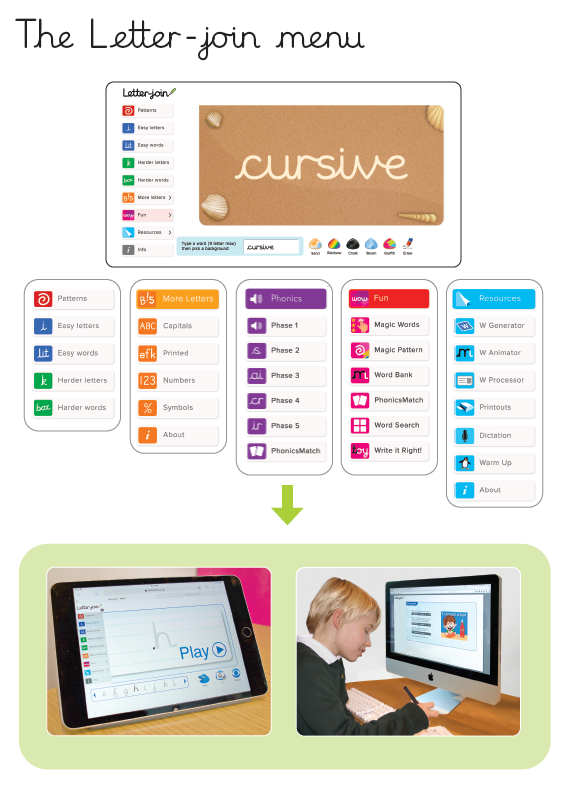 The Letter-join menu
Letter-join
Patterns
Easy letters
Easy words
Harder letters
Harder words
More letters
Fun
Resources
Info
cursive
Type a word (9 letter max)
then pick a background
cursive
Sand
Rainbow
Chalk
Steam
Graffiti
Erase
Patterns
Easy letters
Easy words
Harder letters
Harder words
More Letters
ABC Capitals
efk Printed
123 Numbers
% Symbols
i About
Phonics
Phase 1
Phase 2
Phase 3
Phase 4
Phase 5
PhonicsMatch
wow Fun
Magic Words
Magic Pattern
Word Bank
PhonicsMatch
Word Search
Write it Right!
Resources
W Generator
W Animator
W Processor
Printouts
Dictation
Warm Up
i About
Letter-join
h
Play